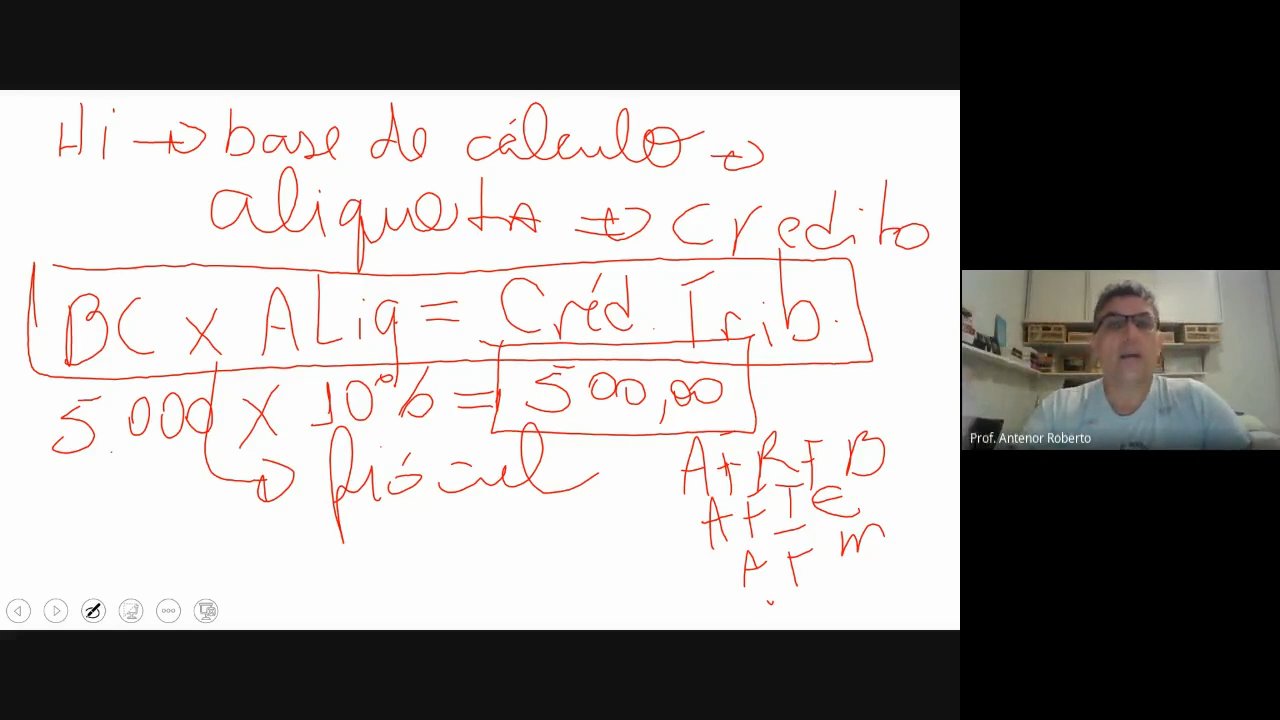 Hi → base de cálculo →
aliquota ⇒ Credito
BC X ALiq = Créd. Trib.
5.000 X 10% = 500,00
→
AFRFB
AFTE
AFM
Prof. Antenor Roberto